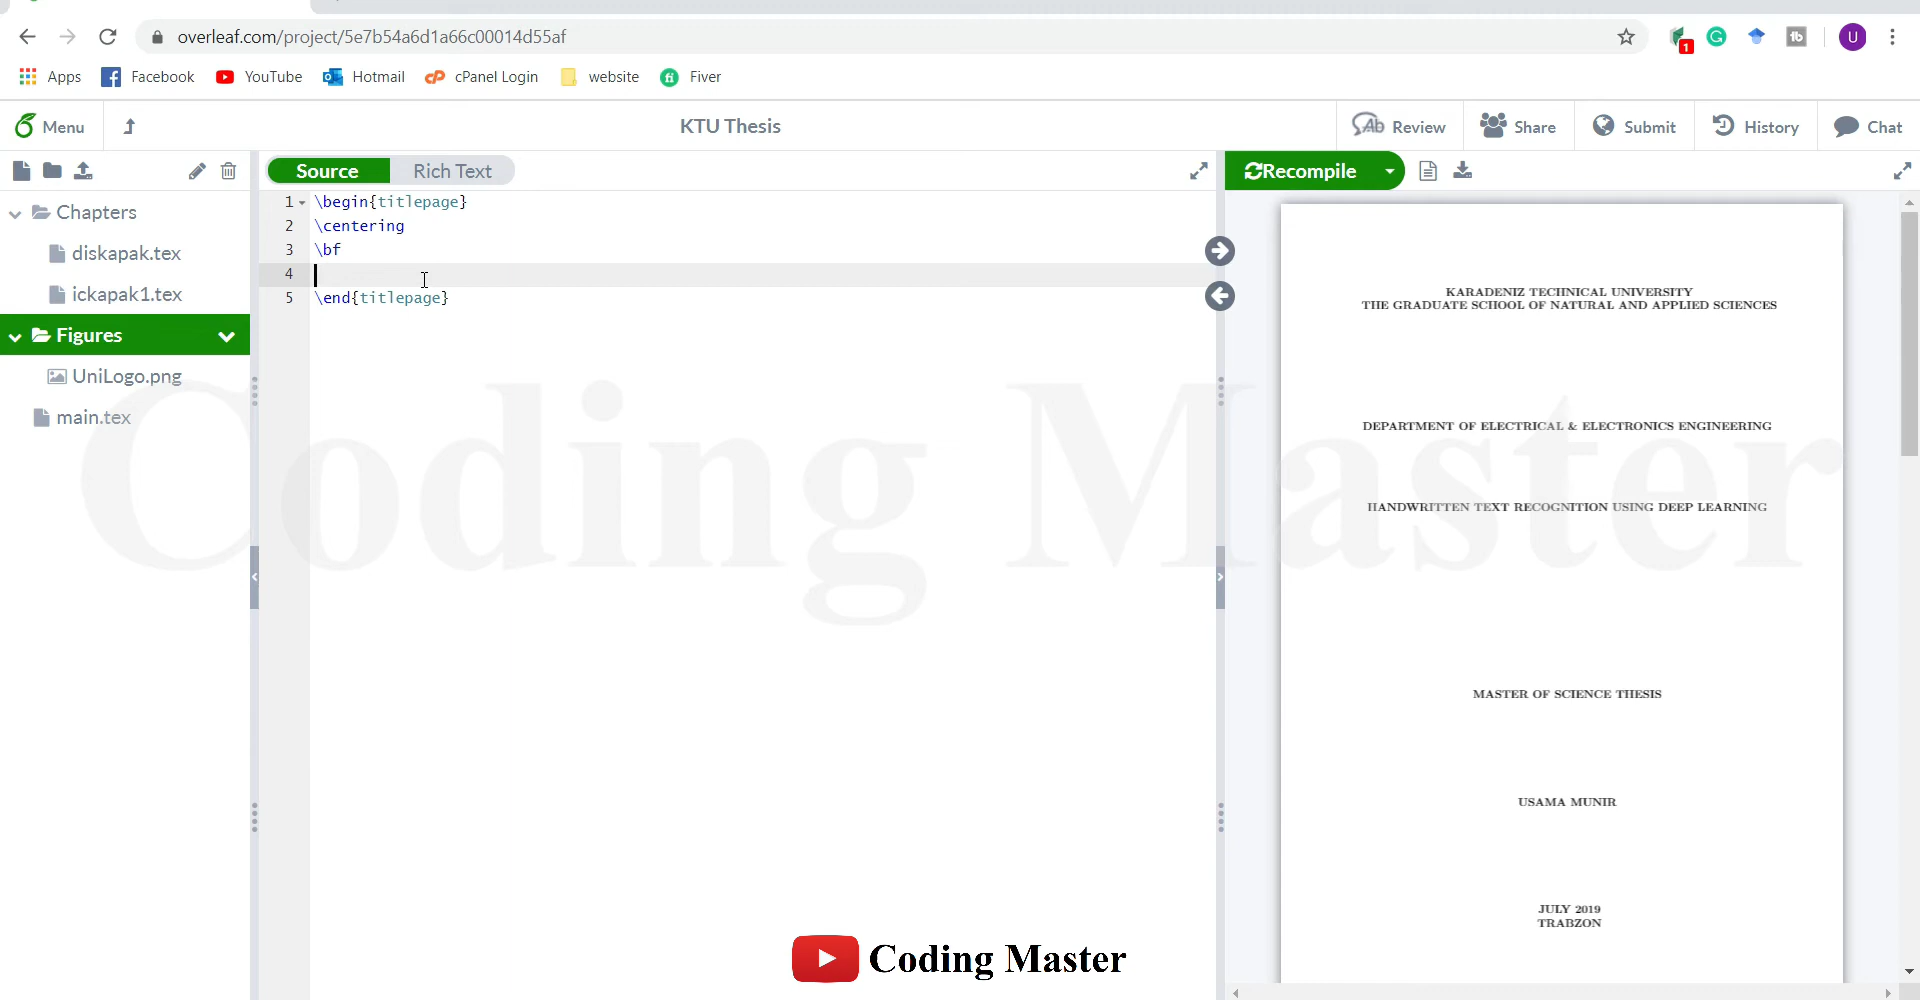 overleaf.com/project/5e7b54a6d1a66c00014d55af
1
G
tb
U
Apps
Facebook
YouTube
Hotmail
cPanel Login
website
fi
Fiver
Menu
KTU Thesis
Ab
Review
Share
Submit
History
Chat
Source
Rich Text
Recompile
1 \begin{titlepage}
2 \centering
3 \bf
4
5 \end{titlepage}
Chapters
diskapak.tex
ickapak1.tex
Figures
UniLogo.png
main.tex
KARADENIZ TECHNICAL UNIVERSITY
THE GRADUATE SCHOOL OF NATURAL AND APPLIED SCIENCES
DEPARTMENT OF ELECTRICAL & ELECTRONICS ENGINEERING
HANDWRITTEN TEXT RECOGNITION USING DEEP LEARNING
MASTER OF SCIENCE THESIS
USAMA MUNIR
JULY 2019
TRABZON
Coding Master
Coding Master